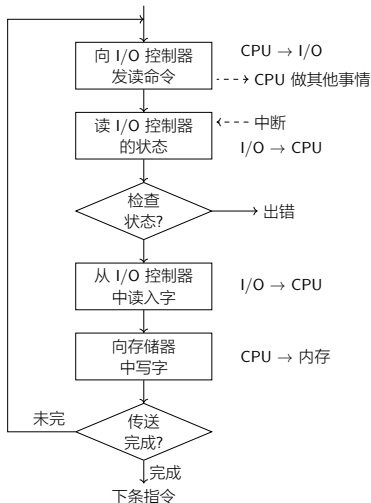 向 I/O 控制器
发读命令
CPU → I/O
CPU 做其他事情
读 I/O 控制器
的状态
中断
I/O → CPU
检查
状态?
出错
从 I/O 控制器
中读入字
I/O → CPU
向存储器
中写字
CPU → 内存
传送
完成?
未完
完成
下条指令